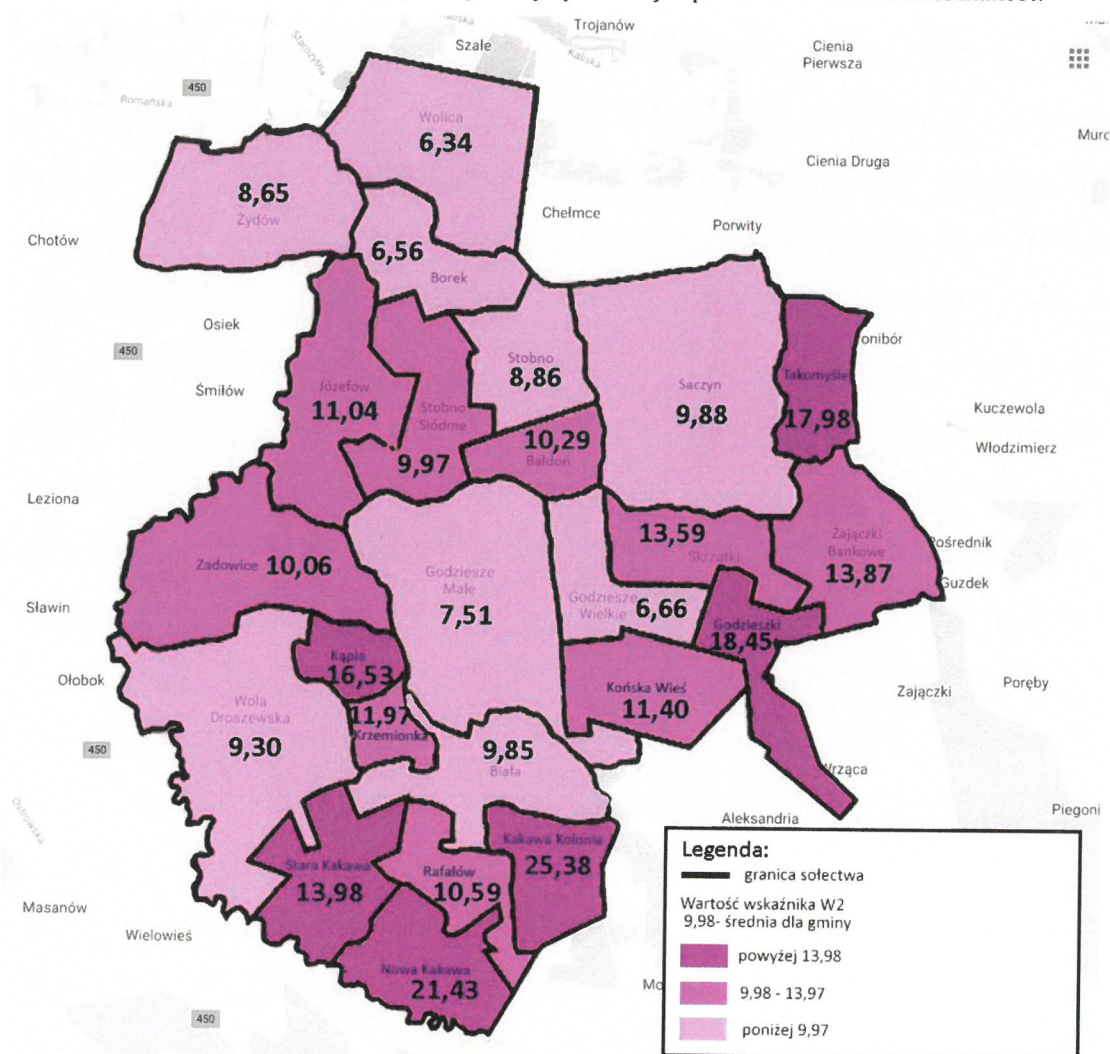 Trojanów
Szale
Kaliska
Cienia
Pierwsza
Starożytna
450
Romańska
Wolica
6,34
Cienia Druga
8,65
Żydów
Chełmce
Porwity
Chotów
6,56
Borek
Osiek
450
Stobno
8,86
Śmiłów
Józefów
11,04
Saczyn
9,88
Takomyśle
17,98
Stobno
Siódme
9,97
10,29
Bałdoń
Kuczewola
Włodzimierz
Leziona
13,59
Zajączki
Bankowe
13,87
Pośrednik
Guzdek
Zadowice 10,06
Godziesze
Małe
7,51
Godziesze
Wielkie
6,66
Godzieszki
18,45
Sławin
Ołobok
Kąpie
16,53
Końska Wieś
11,40
Zajączki
Poręby
Wola
Droszewska
9,30
11,97
Krzemionka
9,85
Biała
450
Ostrowska
Aleksandria
Piegoni
Kakawa Kolonia
25,38
Stara Kakawa
13,98
Rafałów
10,59
Masanów
Wielowieś
Nowa Kakawa
21,43
450
Legenda:
granica sołectwa
Wartość wskaźnika W2
9,98- średnia dla gminy
powyżej 13,98
9,98 - 13,97
poniżej 9,97